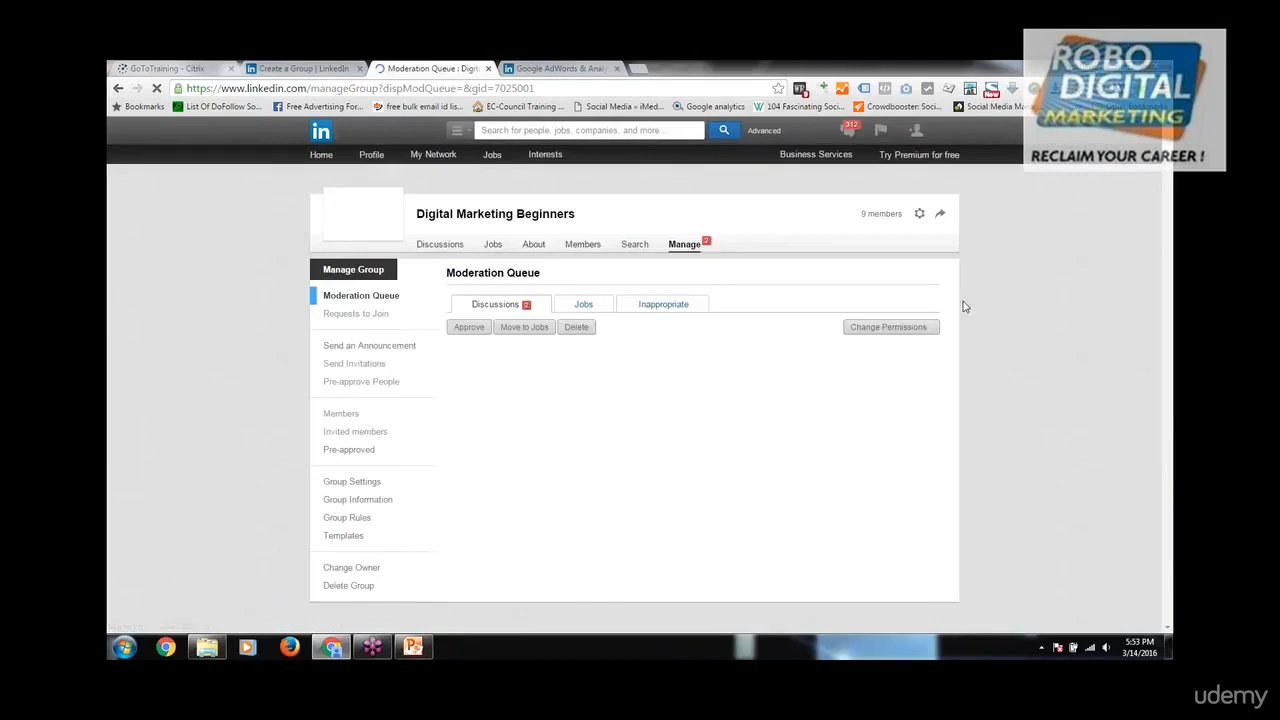 ROBO
DIGITAL
MARKETING
RECLAIM YOUR CAREER !
GoToTraining - Citrix
Create a Group | LinkedIn
Moderation Queue : Digit
Google AdWords & Anal
https://www.linkedin.com/manageGroup?dispModQueue=&gid=7025001
Bookmarks
List Of DoFollow So...
Free Advertising For...
free bulk email id lis...
EC-Council Training ...
Social Media « iMed...
Google analytics
104 Fascinating Soci...
Crowdbooster: Soci...
Social Media Ma
in
Search for people, jobs, companies, and more...
Advanced
312
Home
Profile
My Network
Jobs
Interests
Business Services
Try Premium for free
Digital Marketing Beginners
9 members
Discussions
Jobs
About
Members
Search
Manage 2
Manage Group
Moderation Queue
Requests to Join
Send an Announcement
Send Invitations
Pre-approve People
Members
Invited members
Pre-approved
Group Settings
Group Information
Group Rules
Templates
Change Owner
Delete Group
Moderation Queue
Discussions 2
Jobs
Inappropriate
Approve
Move to Jobs
Delete
Change Permissions
5:53 PM
3/14/2016
udemy